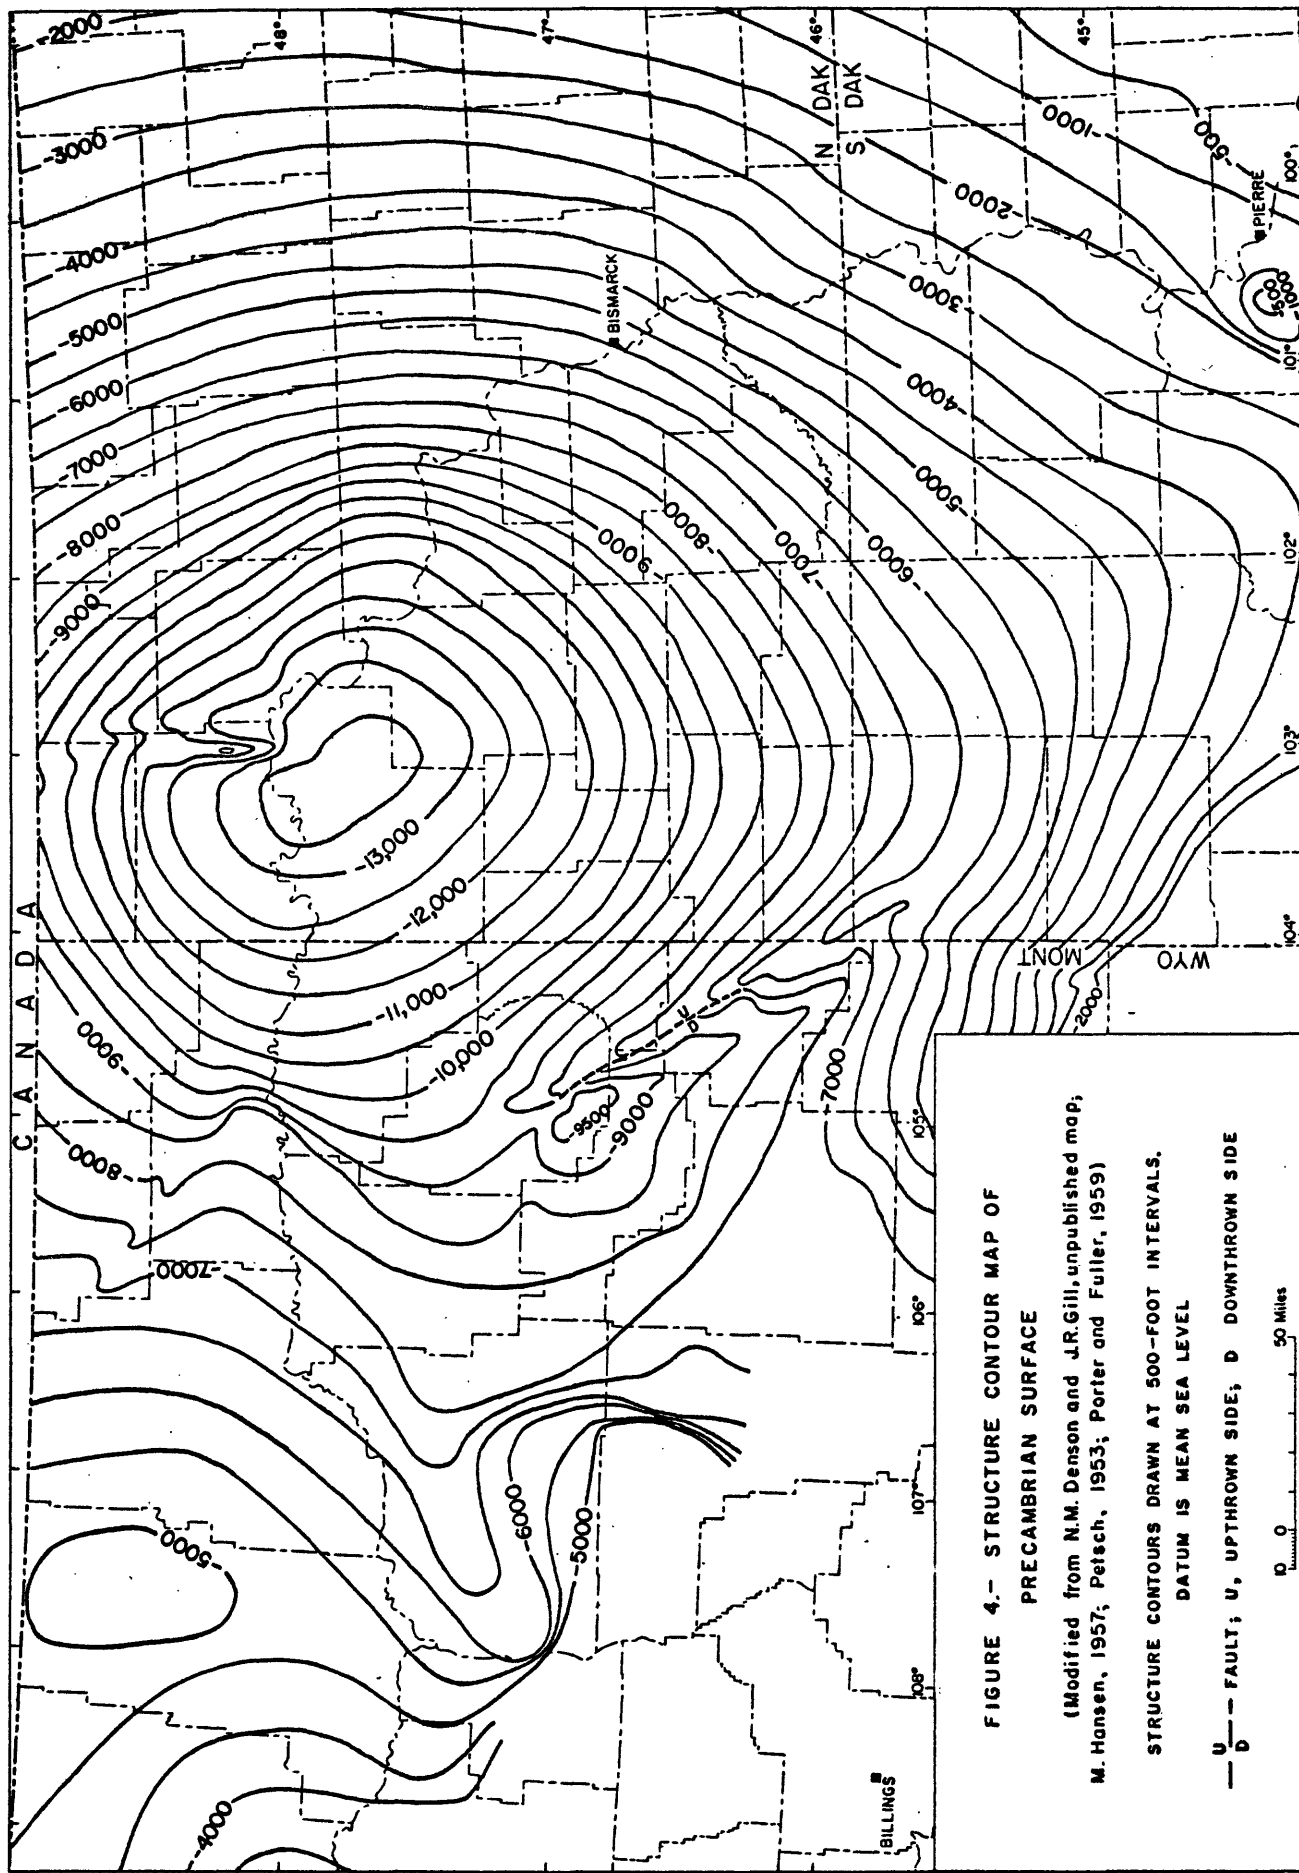 CANADA
-2000
-3000
-4000
-5000
-6000
-7000
-8000
-9000
-9000
-8000
-7000
-5000
-4000
48°
47°
46°
45°
-13,000
-12,000
-11,000
-10,000
-9500
-9000
-9000
-8000
-7000
-6000
-5000
-4000
-3000
-2000
-1000
-500
-6000
-5000
-7000
-2000
U
D
BISMARCK
N DAK
S DAK
PIERRE
-500
-1000
MONT
WYO
BILLINGS
108°
107°
106°
105°
104°
103°
102°
101°
100°
FIGURE 4.- STRUCTURE CONTOUR MAP OF
PRECAMBRIAN SURFACE
(Modified from N.M. Denson and J.R. Gill, unpublished map;
M. Hansen, 1957; Petsch, 1953; Porter and Fuller, 1959)
STRUCTURE CONTOURS DRAWN AT 500-FOOT INTERVALS.
DATUM IS MEAN SEA LEVEL
U
D
— FAULT; U, UPTHROWN SIDE; D DOWNTHROWN SIDE
10 0 50 Miles